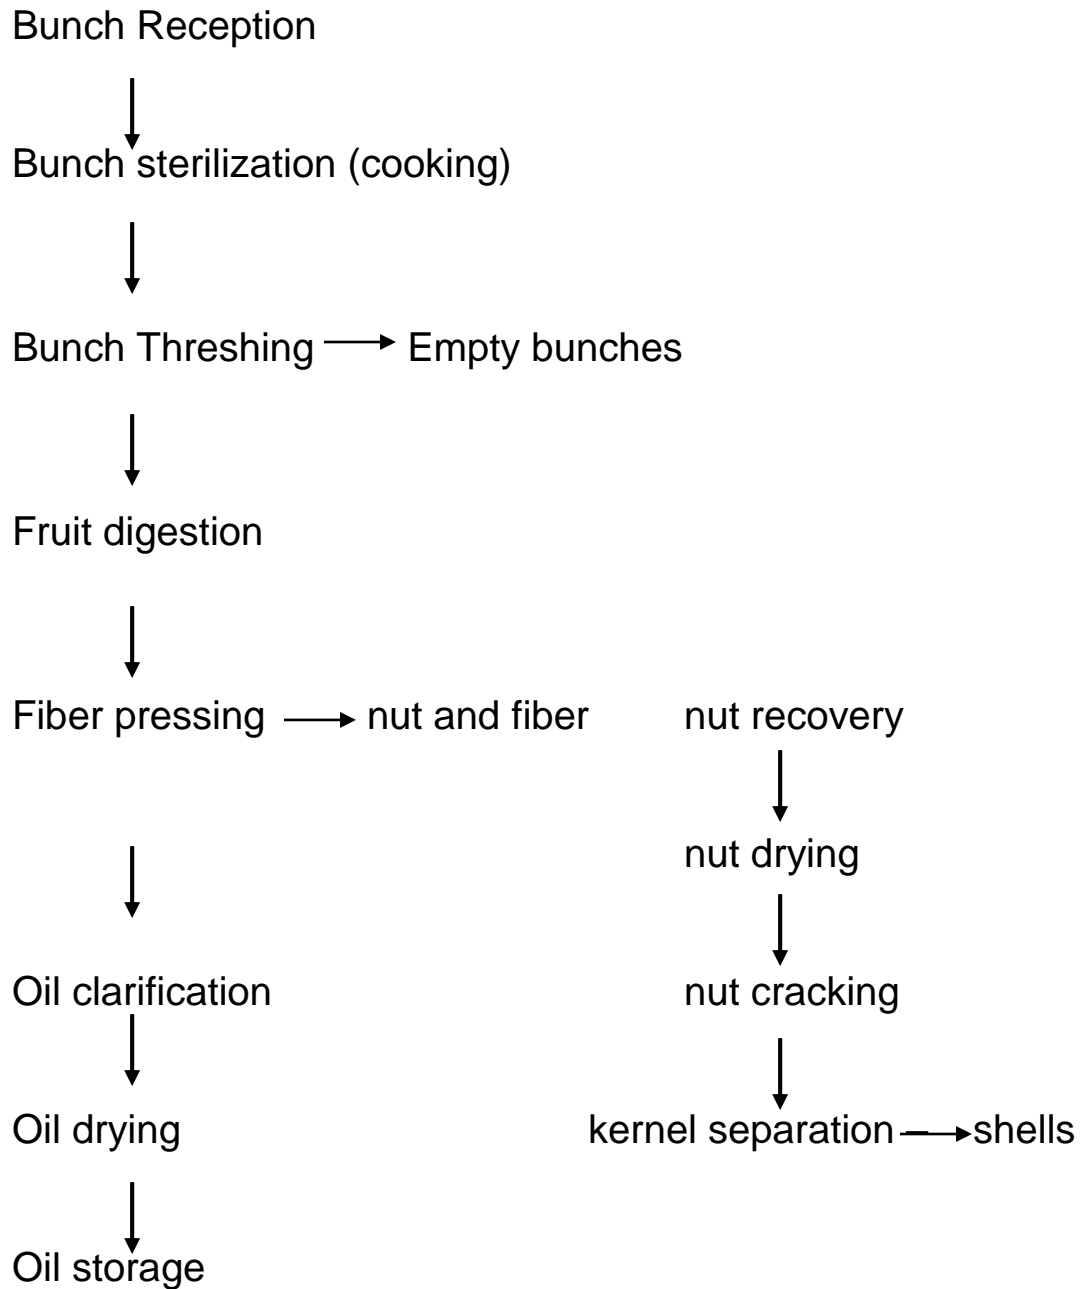 Bunch Reception
Bunch sterilization (cooking)
Bunch Threshing Empty bunches
Fruit digestion
Fiber pressing nut and fiber nut recovery
nut drying
Oil clarification nut cracking
Oil drying kernel separation – shells
Oil storage